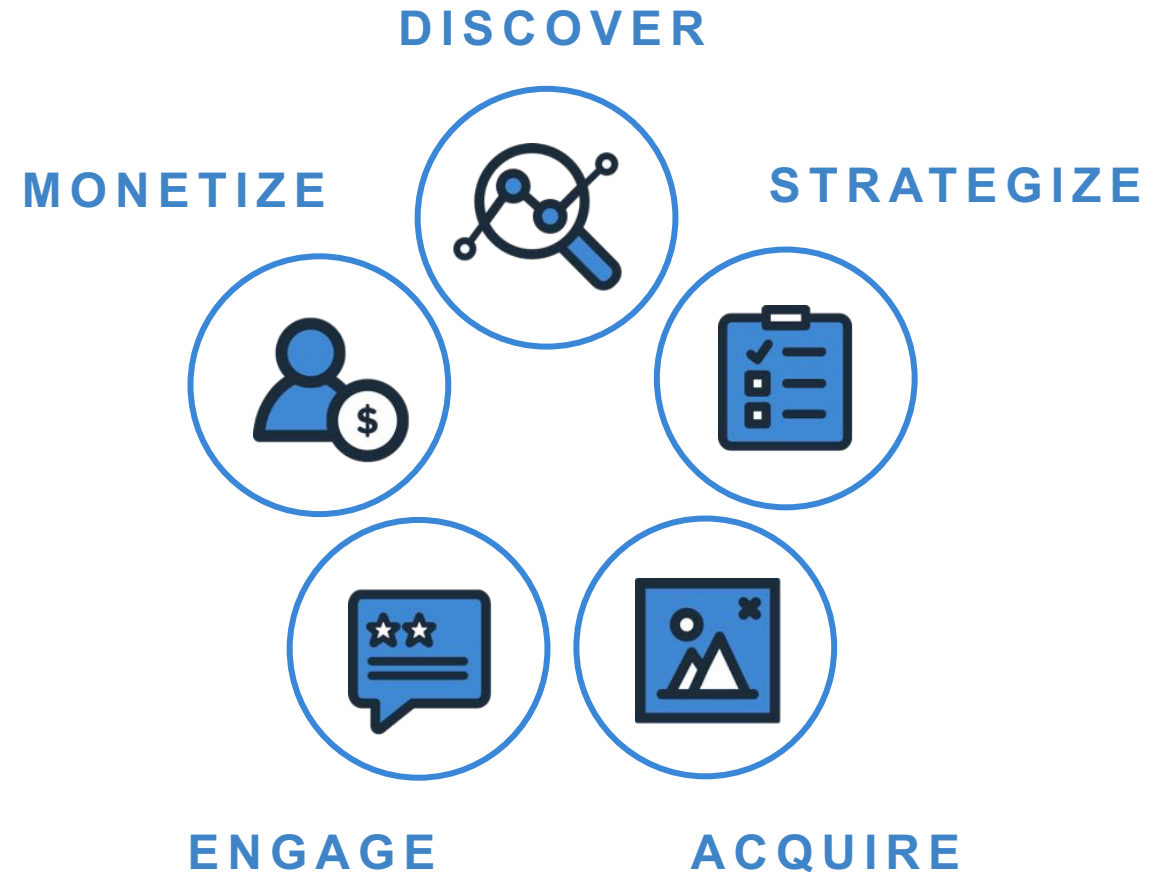 DISCOVER
MONETIZE
STRATEGIZE
$
ENGAGE
ACQUIRE